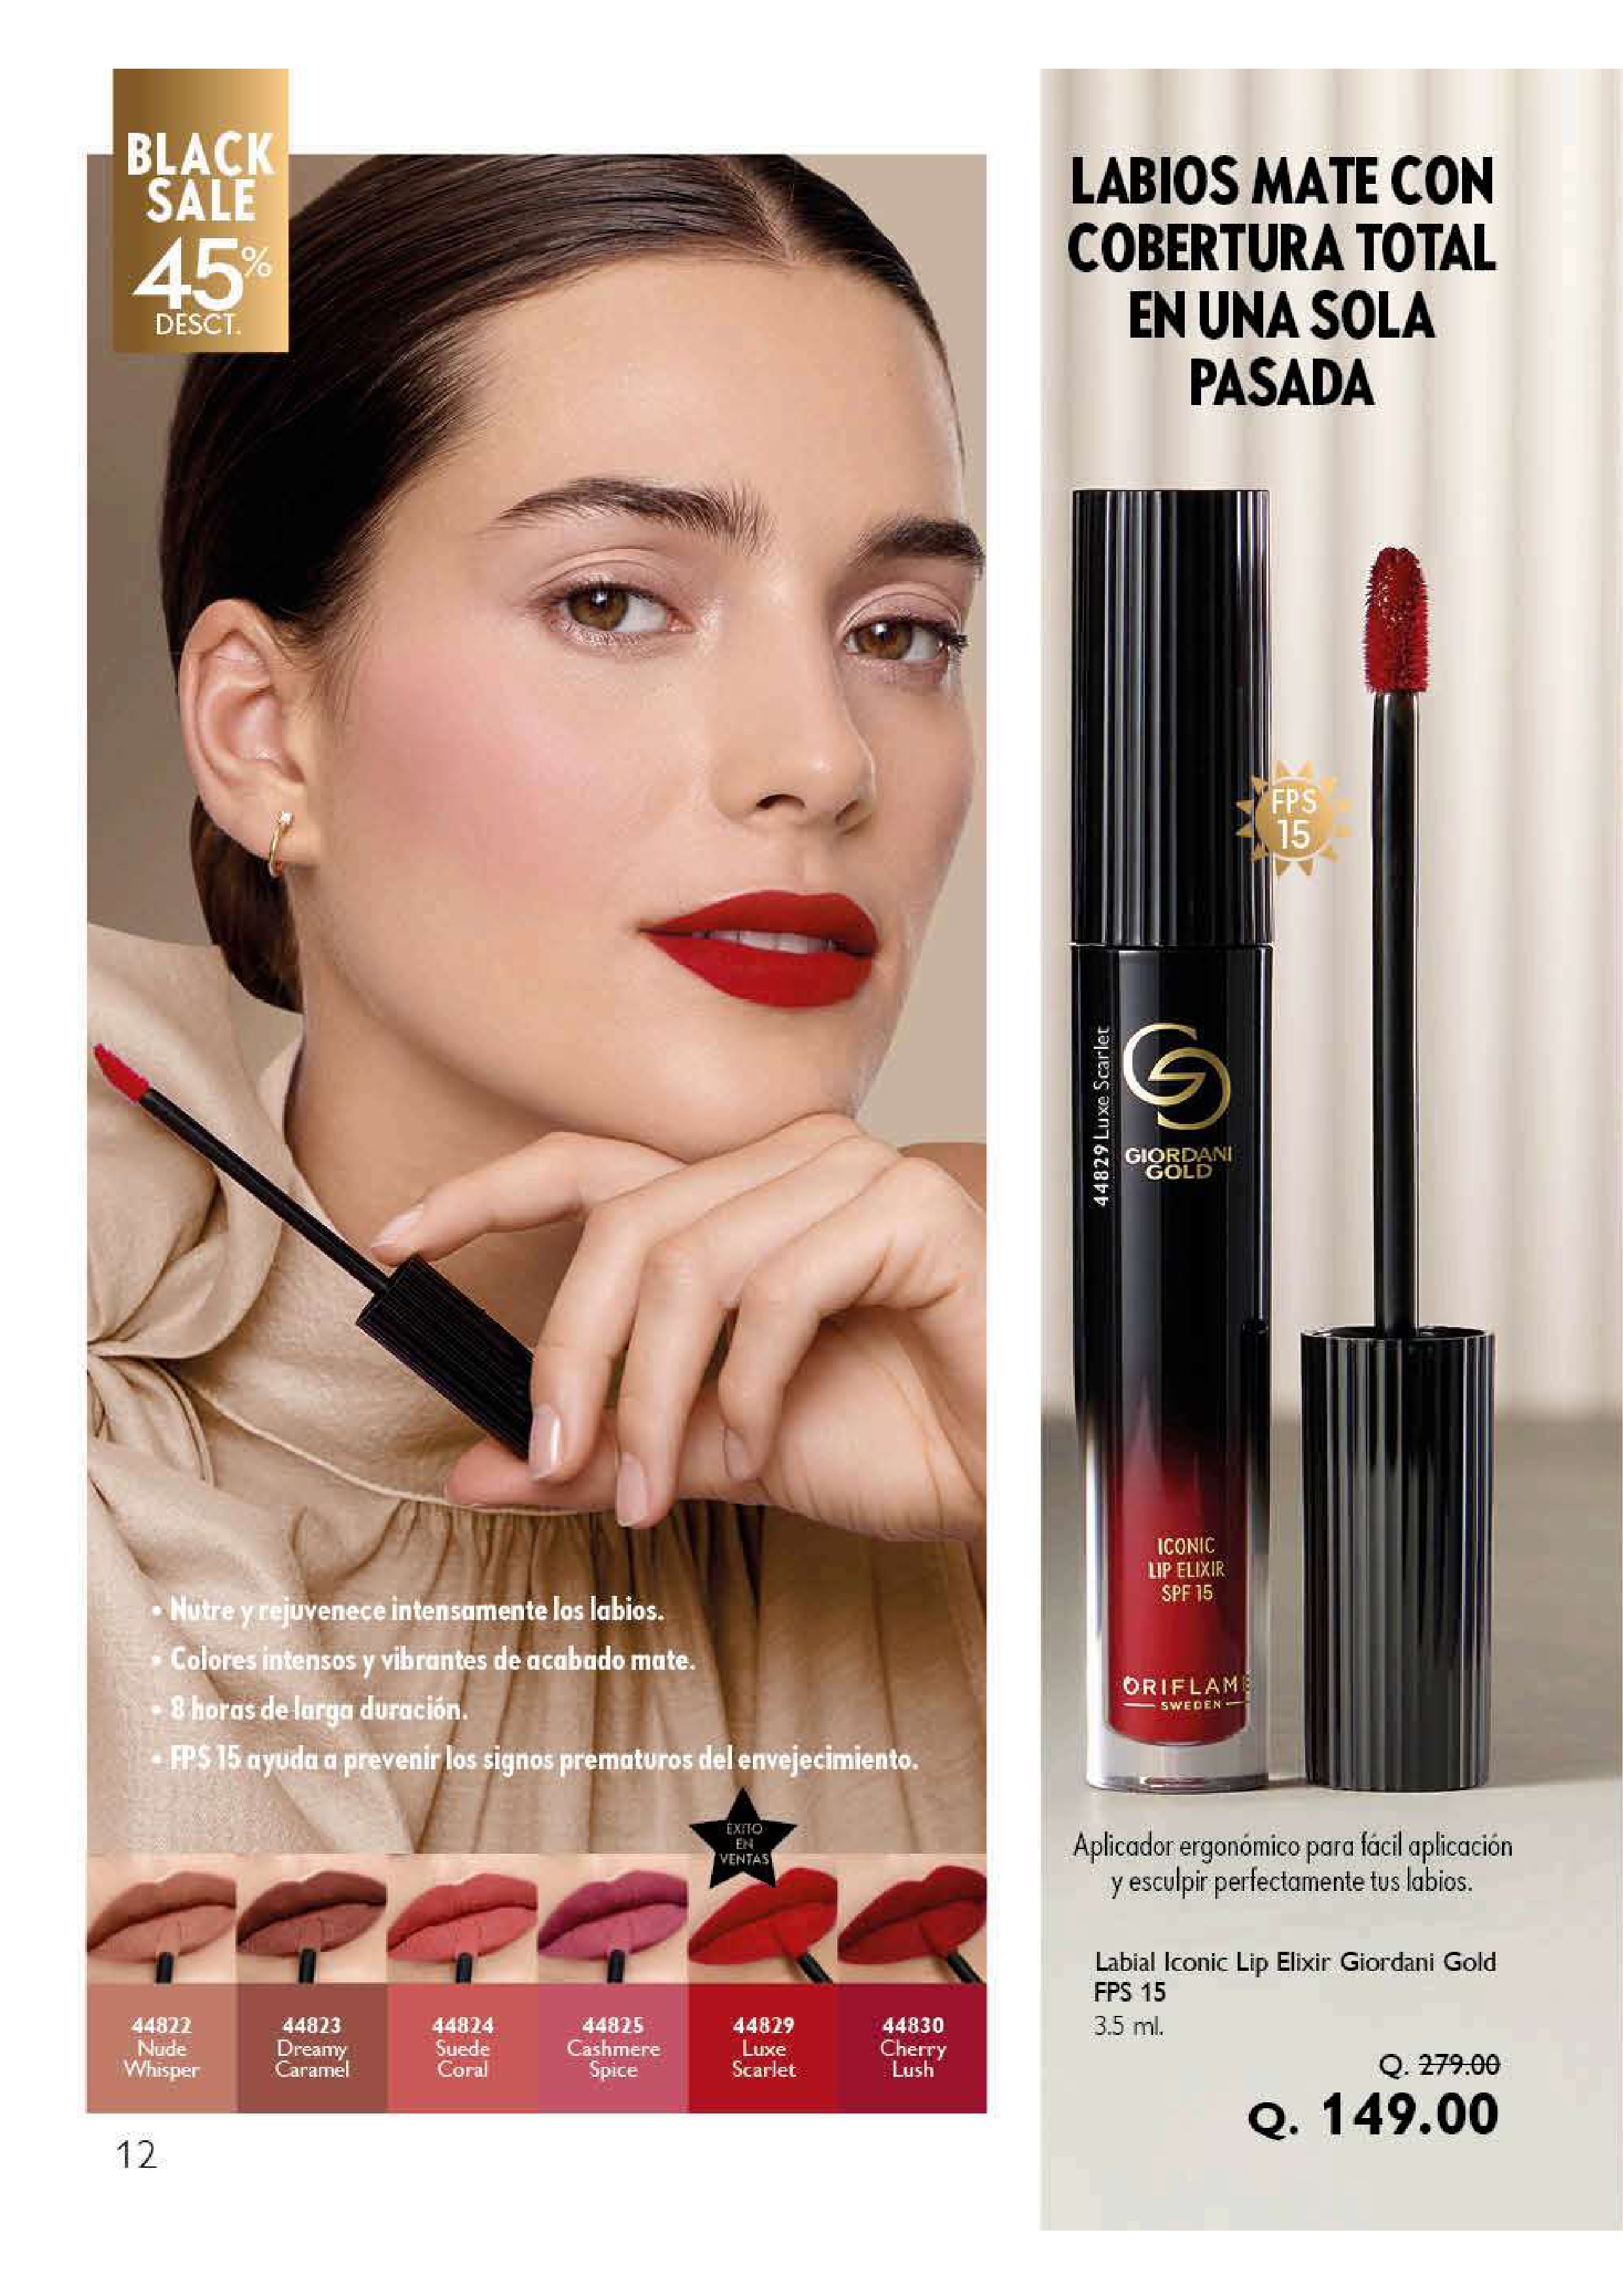 BLACK
SALE
45%
DESCT.
LABIOS MATE CON
COBERTURA TOTAL
EN UNA SOLA
PASADA
FPS
15
44829 Luxe Scarlet
GIORDANI
GOLD
ICONIC
LIP ELIXIR
SPF 15
ORIFLAME
SWEDEN
• Nutre y rejuvenece intensamente los labios.
• Colores intensos y vibrantes de acabado mate.
• 8 horas de larga duración.
• FPS 15 ayuda a prevenir los signos prematuros del envejecimiento.
ÉXITO
EN
VENTAS
44822
Nude
Whisper
44823
Dreamy
Caramel
44824
Suede
Coral
44825
Cashmere
Spice
44829
Luxe
Scarlet
44830
Cherry
Lush
Aplicador ergonómico para fácil aplicación
y esculpir perfectamente tus labios.
Labial Iconic Lip Elixir Giordani Gold
FPS 15
3.5 ml.
Q. 279.00
Q. 149.00
12